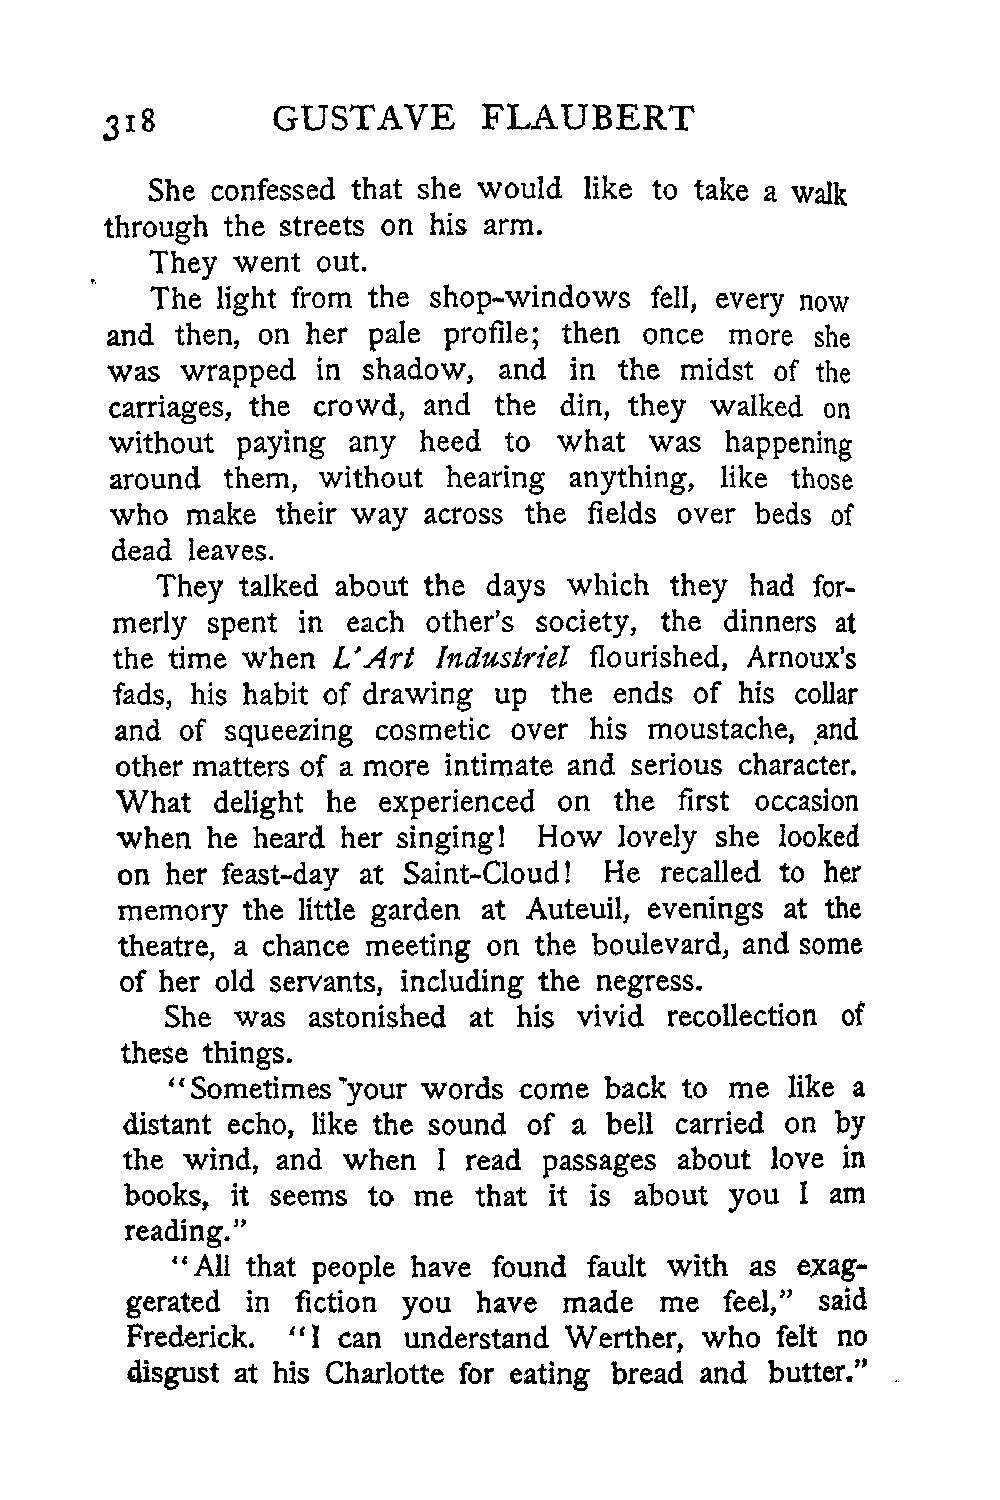 318 GUSTAVE FLAUBERT
She confessed that she would like to take a walk
through the streets on his arm.
They went out.
The light from the shop-windows fell, every now
and then, on her pale profile; then once more she
was wrapped in shadow, and in the midst of the
carriages, the crowd, and the din, they walked on
without paying any heed to what was happening
around them, without hearing anything, like those
who make their way across the fields over beds of
dead leaves.
They talked about the days which they had for-
merly spent in each other's society, the dinners at
the time when L'Art Industriel flourished, Arnoux's
fads, his habit of drawing up the ends of his collar
and of squeezing cosmetic over his moustache, and
other matters of a more intimate and serious character.
What delight he experienced on the first occasion
when he heard her singing! How lovely she looked
on her feast-day at Saint-Cloud! He recalled to her
memory the little garden at Auteuil, evenings at the
theatre, a chance meeting on the boulevard, and some
of her old servants, including the negress.
She was astonished at his vivid recollection of
these things.
"Sometimes your words come back to me like a
distant echo, like the sound of a bell carried on by
the wind, and when I read passages about love in
books, it seems to me that it is about you I am
reading."
"All that people have found fault with as exag-
gerated in fiction you have made me feel," said
Frederick. "I can understand Werther, who felt no
disgust at his Charlotte for eating bread and butter."